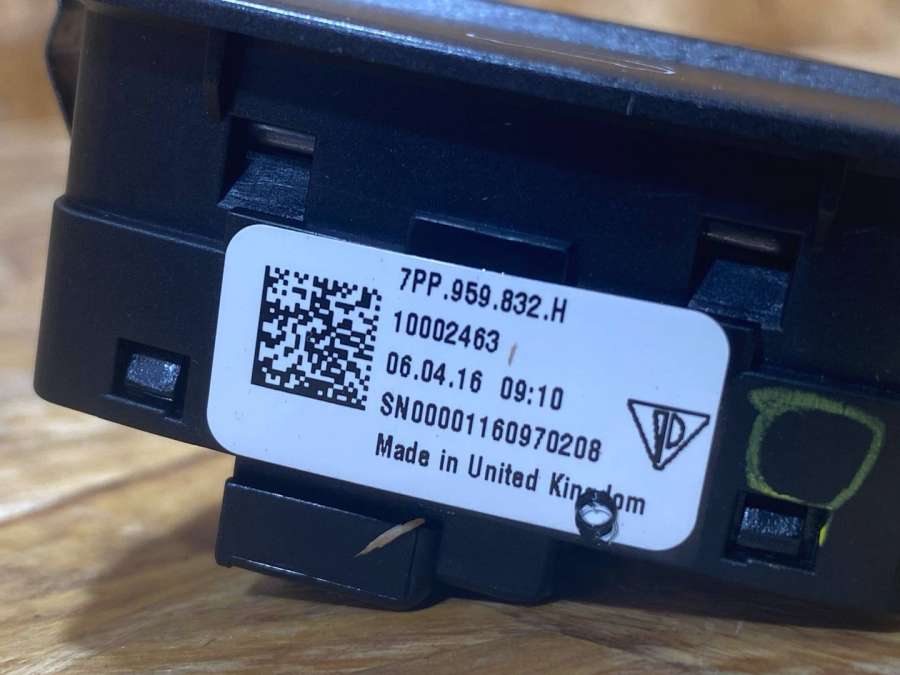 7PP.959.832.H
10002463
06.04.16 09:10
SN00001160970208
Made in United Kingdom